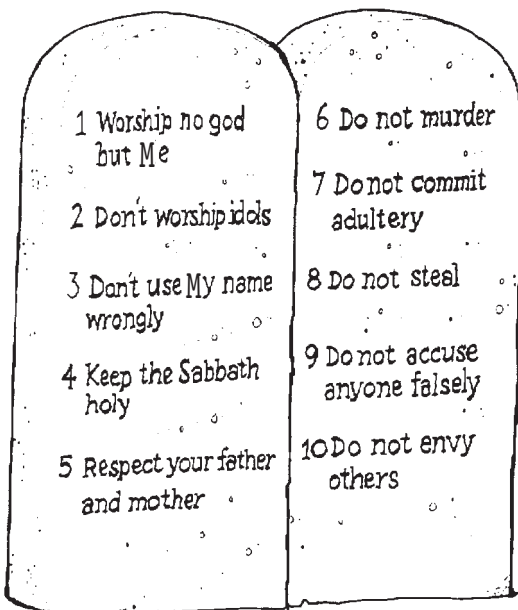 1 Worship no god
but Me
2 Don't worship idols
3 Don't use My name
wrongly
4 Keep the Sabbath
holy
5 Respect your father
and mother
6 Do not murder
7 Do not commit
adultery
8 Do not steal
9 Do not accuse
anyone falsely
10 Do not envy
others